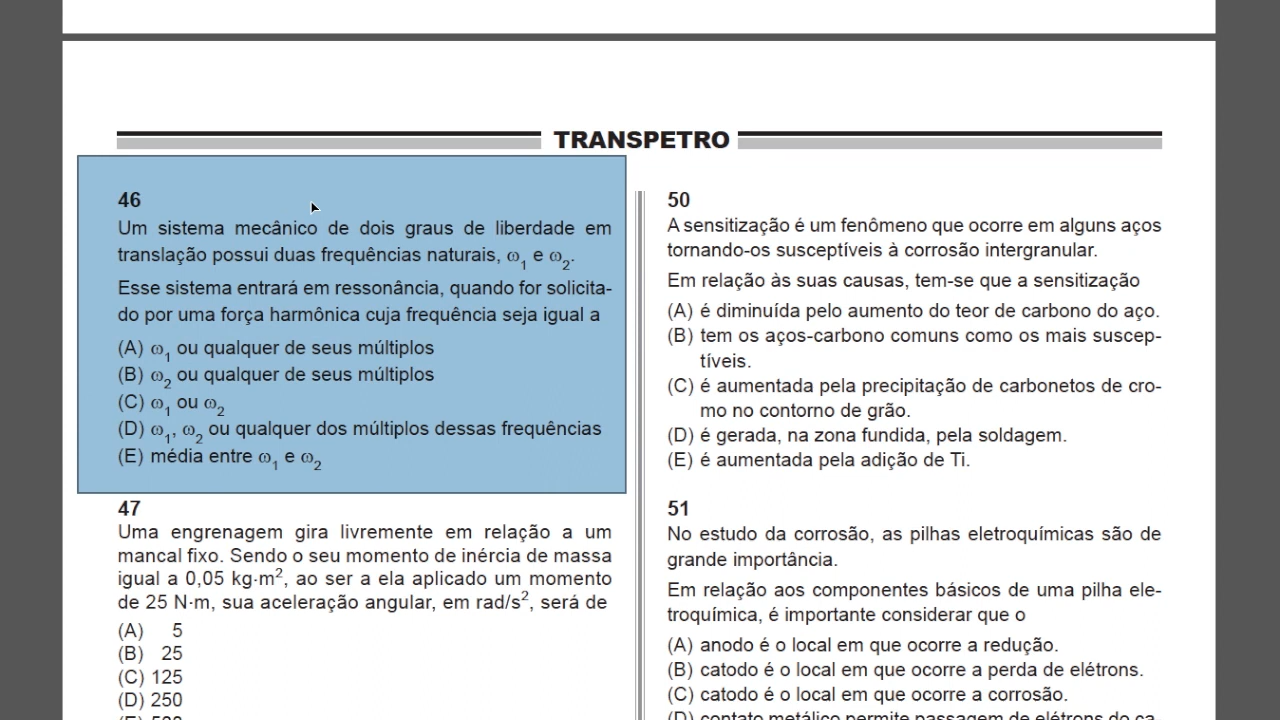 TRANSPETRO
46
Um sistema mecânico de dois graus de liberdade em
translação possui duas frequências naturais, ω1 e ω2.
Esse sistema entrará em ressonância, quando for solicita-
do por uma força harmônica cuja frequência seja igual a
(A) ω1 ou qualquer de seus múltiplos
(B) ω2 ou qualquer de seus múltiplos
(C) ω1 ou ω2
(D) ω1, ω2 ou qualquer dos múltiplos dessas frequências
(E) média entre ω1 e ω2
47
Uma engrenagem gira livremente em relação a um
mancal fixo. Sendo o seu momento de inércia de massa
igual a 0,05 kg·m², ao ser a ela aplicado um momento
de 25 N·m, sua aceleração angular, em rad/s², será de
(A) 5
(B) 25
(C) 125
(D) 250
50
A sensitização é um fenômeno que ocorre em alguns aços
tornando-os susceptíveis à corrosão intergranular.
Em relação às suas causas, tem-se que a sensitização
(A) é diminuída pelo aumento do teor de carbono do aço.
(B) tem os aços-carbono comuns como os mais suscep-
tíveis.
(C) é aumentada pela precipitação de carbonetos de cro-
mo no contorno de grão.
(D) é gerada, na zona fundida, pela soldagem.
(E) é aumentada pela adição de Ti.
51
No estudo da corrosão, as pilhas eletroquímicas são de
grande importância.
Em relação aos componentes básicos de uma pilha ele-
troquímica, é importante considerar que o
(A) anodo é o local em que ocorre a redução.
(B) catodo é o local em que ocorre a perda de elétrons.
(C) catodo é o local em que ocorre a corrosão.
(D) contato metálico permite passagem de elétrons do ca-